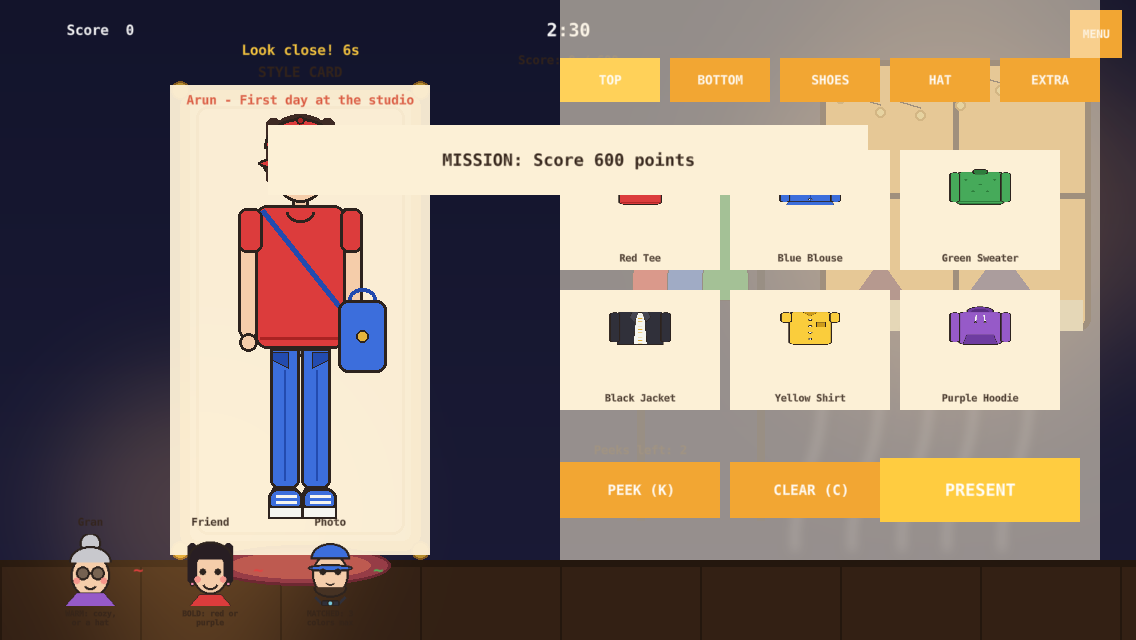 Score 0
2:30
MENU
Look close! 6s
STYLE CARD
Score:
TOP
BOTTOM
SHOES
HAT
EXTRA
Arun - First day at the studio
MISSION: Score 600 points
Red Tee
Blue Blouse
Green Sweater
Black Jacket
Yellow Shirt
Purple Hoodie
PEEK (K)
CLEAR (C)
PRESENT
Gran
Friend
Photo
BOLD: red or
purple